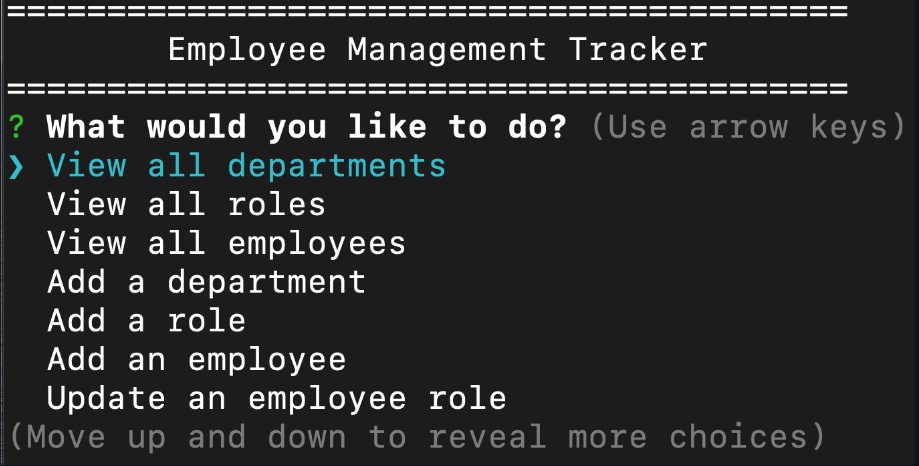 ==========================================
Employee Management Tracker
==========================================
? What would you like to do? (Use arrow keys)
❯ View all departments
View all roles
View all employees
Add a department
Add a role
Add an employee
Update an employee role
(Move up and down to reveal more choices)